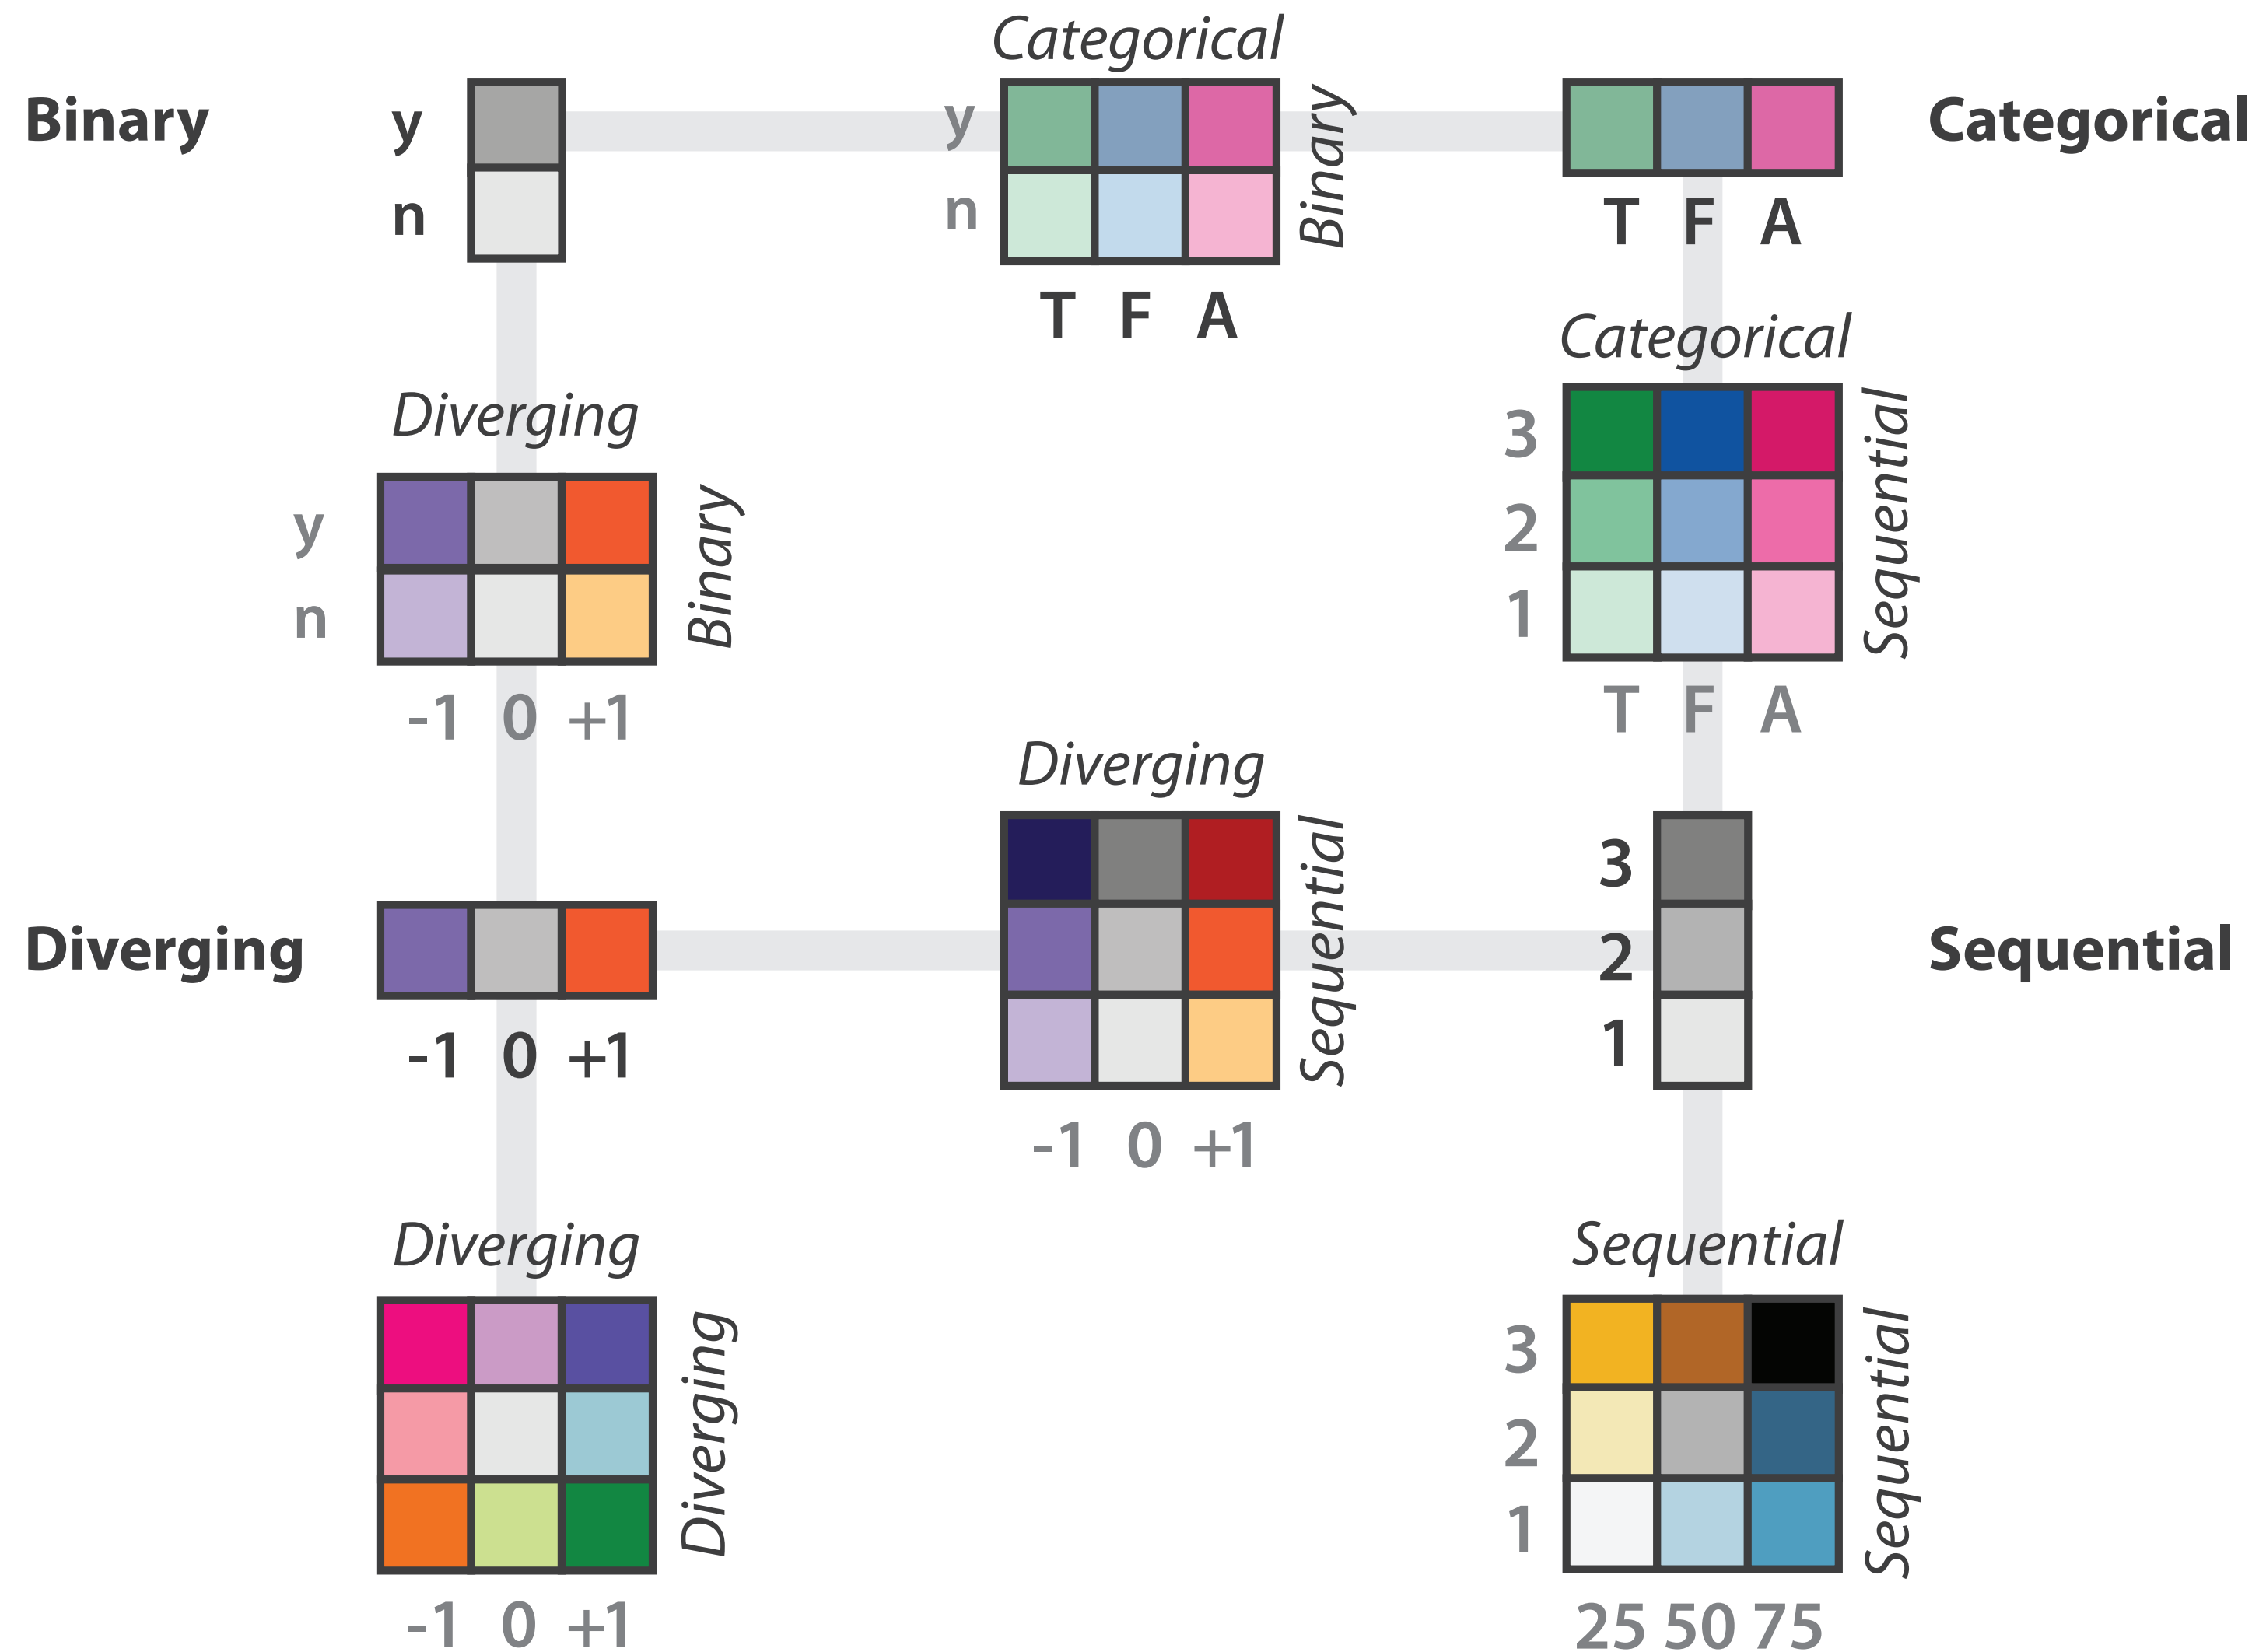 Categorical
Binary
y
y
Binary
Categorical
n
n
T F A
T F A
Categorical
Diverging
3
Sequential
y
Binary
2
n
1
-1 0 +1
T F A
Diverging
3
Sequential
Diverging
2
Sequential
1
-1 0 +1
-1 0 +1
Diverging
Sequential
3
Diverging
Sequential
2
1
-1 0 +1
25 50 75